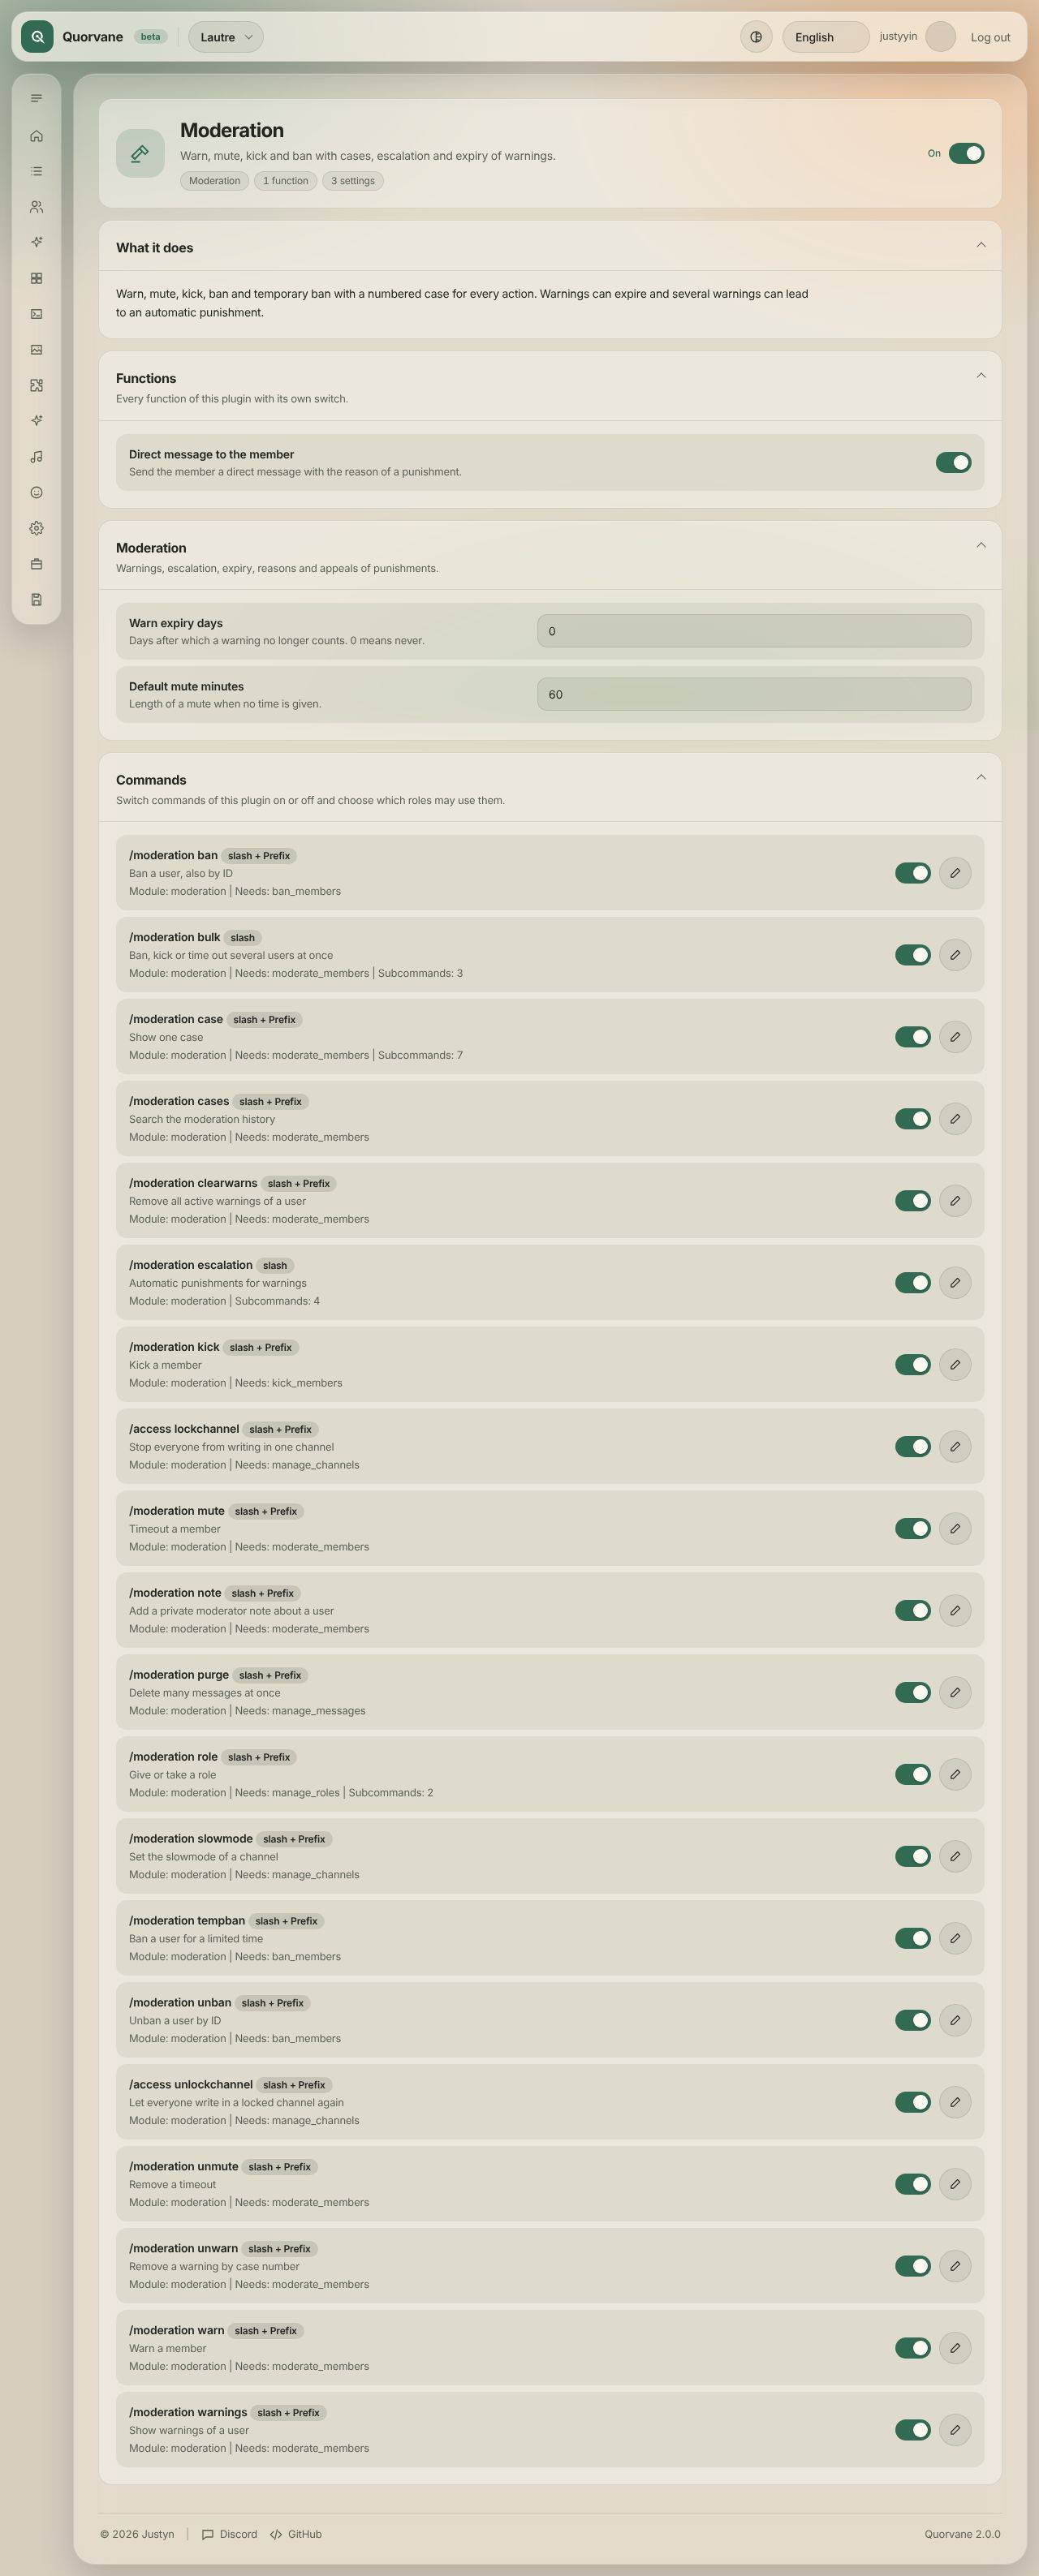 Quorvane beta Lautre English justyyin Log out
Moderation
Warn, mute, kick and ban with cases, escalation and expiry of warnings.
Moderation 1 function 3 settings
On
What it does
Warn, mute, kick, ban and temporary ban with a numbered case for every action. Warnings can expire and several warnings can lead
to an automatic punishment.
Functions
Every function of this plugin with its own switch.
Direct message to the member
Send the member a direct message with the reason of a punishment.
Moderation
Warnings, escalation, expiry, reasons and appeals of punishments.
Warn expiry days
Days after which a warning no longer counts. 0 means never.
0
Default mute minutes
Length of a mute when no time is given.
60
Commands
Switch commands of this plugin on or off and choose which roles may use them.
/moderation ban slash + Prefix
Ban a user, also by ID
Module: moderation | Needs: ban_members
/moderation bulk slash
Ban, kick or time out several users at once
Module: moderation | Needs: moderate_members | Subcommands: 3
/moderation case slash + Prefix
Show one case
Module: moderation | Needs: moderate_members | Subcommands: 7
/moderation cases slash + Prefix
Search the moderation history
Module: moderation | Needs: moderate_members
/moderation clearwarns slash + Prefix
Remove all active warnings of a user
Module: moderation | Needs: moderate_members
/moderation escalation slash
Automatic punishments for warnings
Module: moderation | Subcommands: 4
/moderation kick slash + Prefix
Kick a member
Module: moderation | Needs: kick_members
/access lockchannel slash + Prefix
Stop everyone from writing in one channel
Module: moderation | Needs: manage_channels
/moderation mute slash + Prefix
Timeout a member
Module: moderation | Needs: moderate_members
/moderation note slash + Prefix
Add a private moderator note about a user
Module: moderation | Needs: moderate_members
/moderation purge slash + Prefix
Delete many messages at once
Module: moderation | Needs: manage_messages
/moderation role slash + Prefix
Give or take a role
Module: moderation | Needs: manage_roles | Subcommands: 2
/moderation slowmode slash + Prefix
Set the slowmode of a channel
Module: moderation | Needs: manage_channels
/moderation tempban slash + Prefix
Ban a user for a limited time
Module: moderation | Needs: ban_members
/moderation unban slash + Prefix
Unban a user by ID
Module: moderation | Needs: ban_members
/access unlockchannel slash + Prefix
Let everyone write in a locked channel again
Module: moderation | Needs: manage_channels
/moderation unmute slash + Prefix
Remove a timeout
Module: moderation | Needs: moderate_members
/moderation unwarn slash + Prefix
Remove a warning by case number
Module: moderation | Needs: moderate_members
/moderation warn slash + Prefix
Warn a member
Module: moderation | Needs: moderate_members
/moderation warnings slash + Prefix
Show warnings of a user
Module: moderation | Needs: moderate_members
© 2026 Justyn | Discord GitHub Quorvane 2.0.0